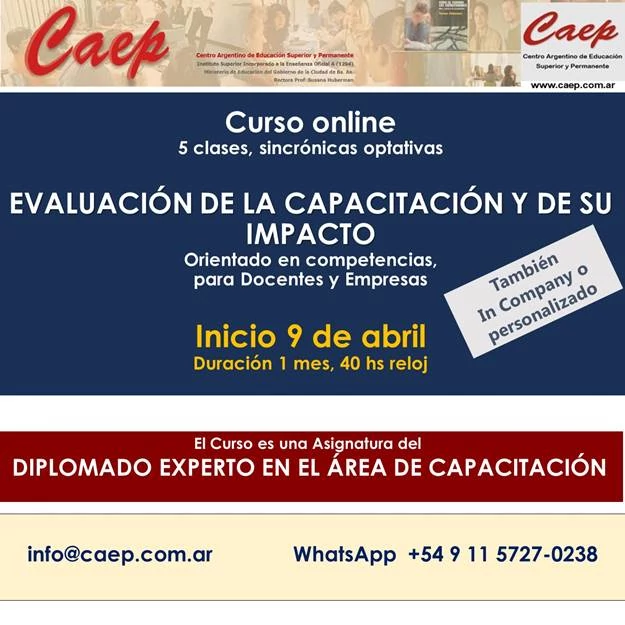 Caep
Centro Argentino de Educación Superior y Permanente
Instituto Superior Incorporado a la Enseñanza Oficial A (1294)
Ministerio de Educación del Gobierno de la Ciudad de Bs. As.
Rectora Prof: Susana Huberman
Caep
Centro Argentino de Educación
Superior y Permanente
www.caep.com.ar
Curso online
5 clases, sincrónicas optativas
EVALUACIÓN DE LA CAPACITACIÓN Y DE SU
IMPACTO
Orientado en competencias,
para Docentes y Empresas
También
In Company o
personalizado
Inicio 9 de abril
Duración 1 mes, 40 hs reloj
El Curso es una Asignatura del
DIPLOMADO EXPERTO EN EL ÁREA DE CAPACITACIÓN
info@caep.com.ar
WhatsApp +54 9 11 5727-0238